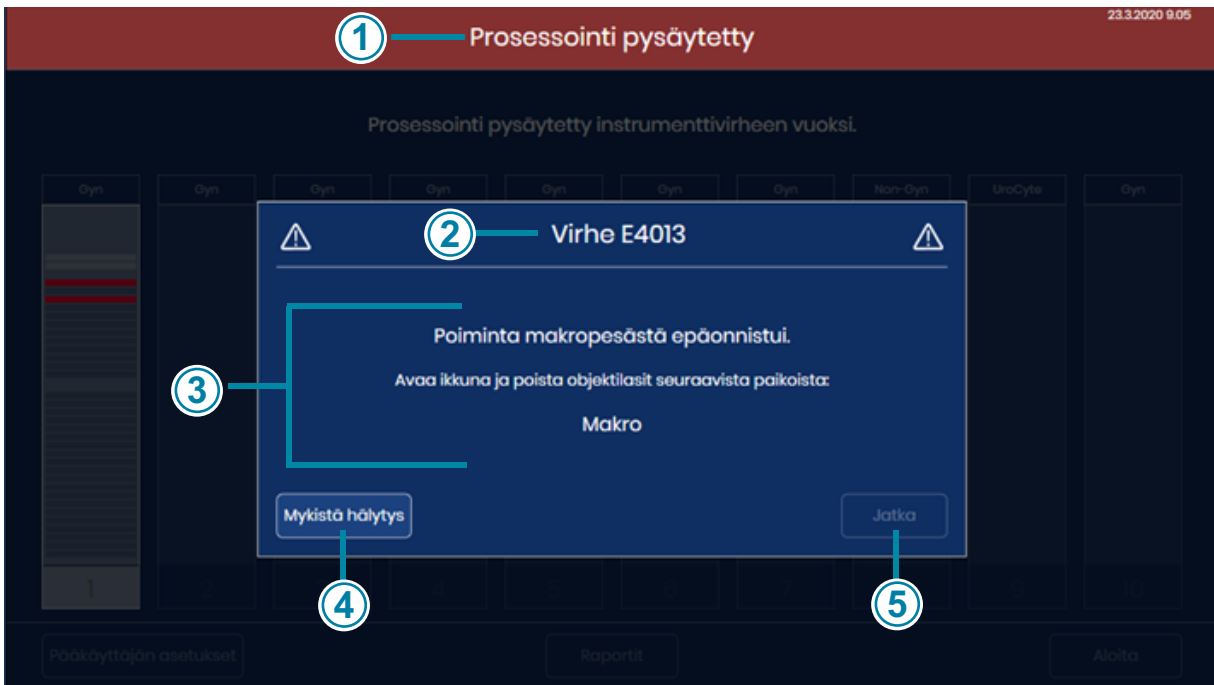 23.3.2020 9.05
1 Prosessointi pysäytetty
Prosessointi pysäytetty instrumenttivirheen vuoksi.
Gyn Gyn Gyn Gyn Gyn Gyn Gyn Non-Gyn UroCyte Gyn
2 Virhe E4013
Poiminta makropesästä epäonnistui.
3 Avaa ikkuna ja poista objektilasit seuraavista paikoista:
Makro
Mykistä hälytys Jatka
1 2 3 4 5 6 7 9 10
4 5
Pääkäyttäjän asetukset Raportit Aloita